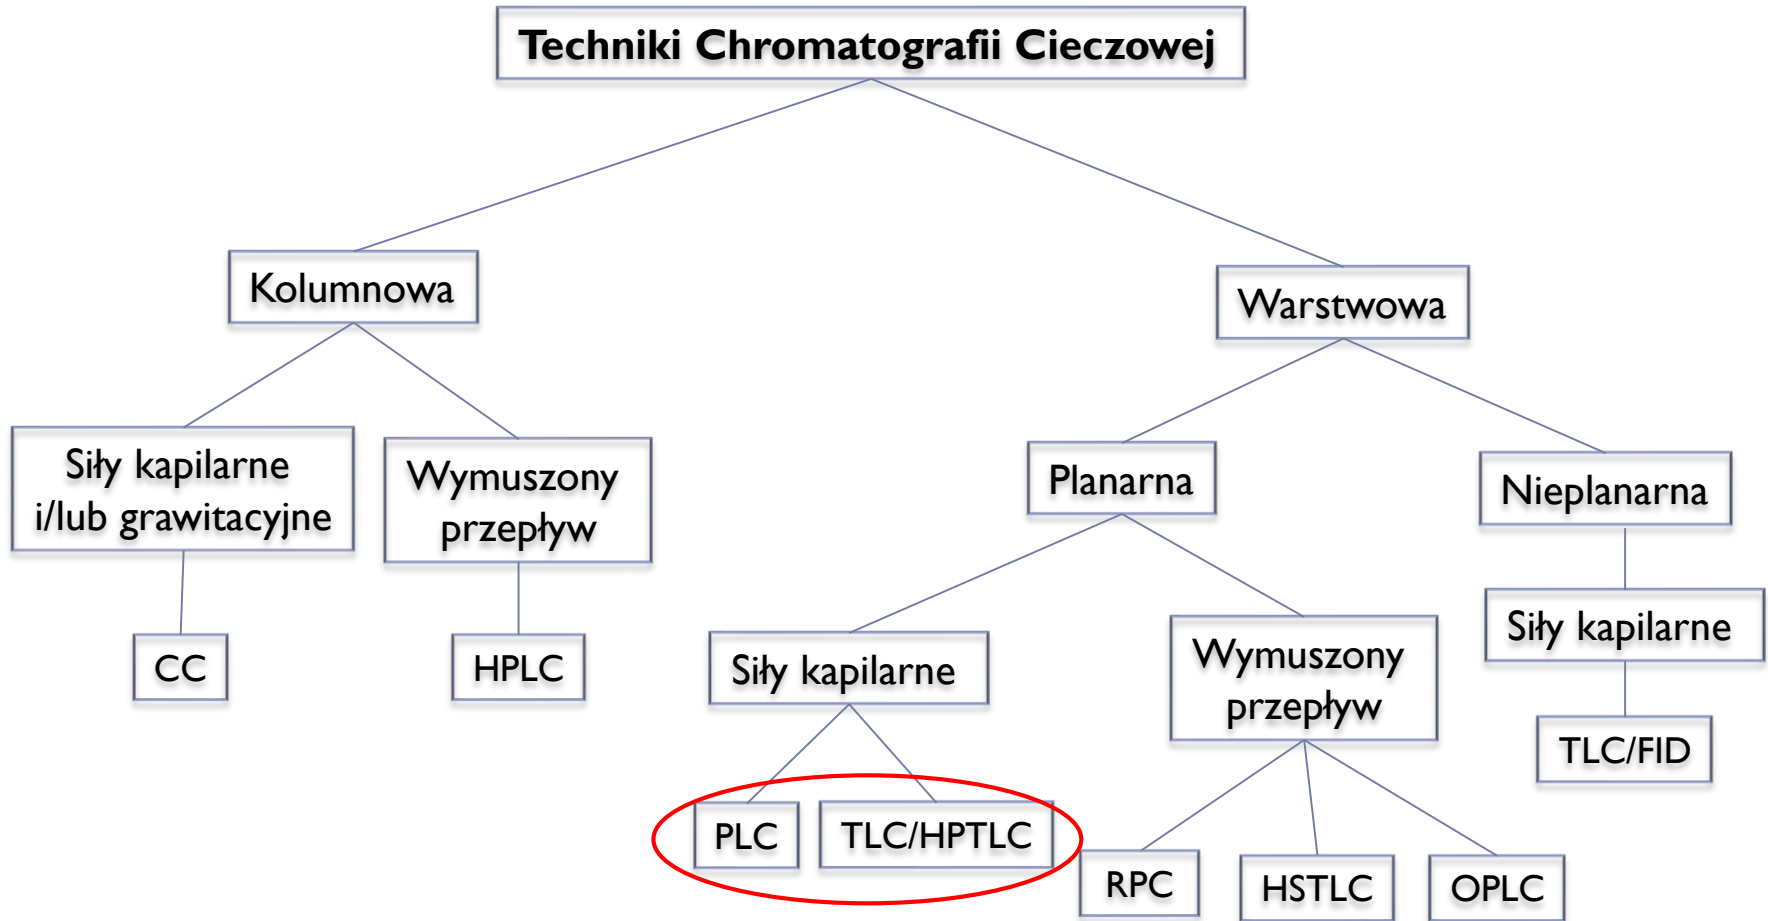 Techniki Chromatografii Cieczowej
Kolumnowa
Warstwowa
Siły kapilarne
i/lub grawitacyjne
Wymuszony
przepływ
Planarna
Nieplanarna
CC
HPLC
Siły kapilarne
Wymuszony
przepływ
Siły kapilarne
TLC/FID
PLC
TLC/HPTLC
RPC
HSTLC
OPLC